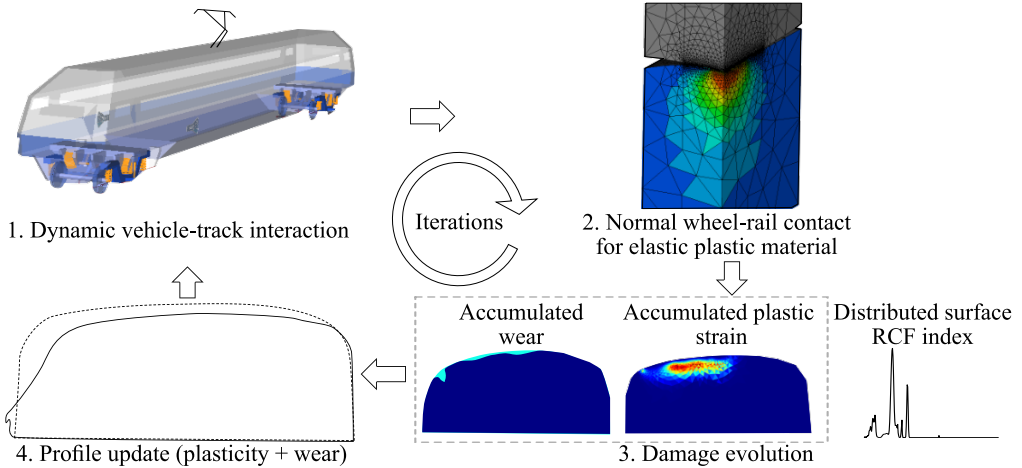 1. Dynamic vehicle-track interaction
Iterations
2. Normal wheel-rail contact
for elastic plastic material
Accumulated
wear
Accumulated plastic
strain
Distributed surface
RCF index
3. Damage evolution
4. Profile update (plasticity + wear)